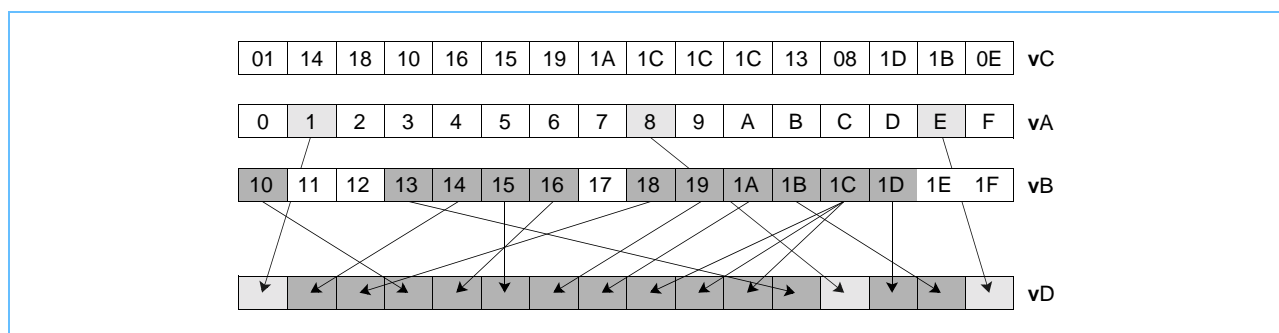 01 14 18 10 16 15 19 1A 1C 1C 1C 13 08 1D 1B 0E vC
0 1 2 3 4 5 6 7 8 9 A B C D E F vA
10 11 12 13 14 15 16 17 18 19 1A 1B 1C 1D 1E 1F vB
vD